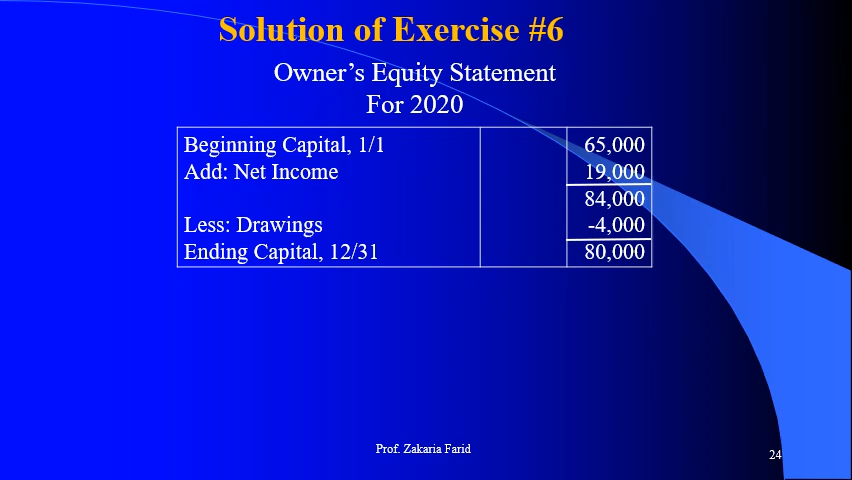 Solution of Exercise #6
Owner’s Equity Statement
For 2020
Beginning Capital, 1/1 65,000
Add: Net Income 19,000
84,000
Less: Drawings -4,000
Ending Capital, 12/31 80,000
Prof. Zakaria Farid
24